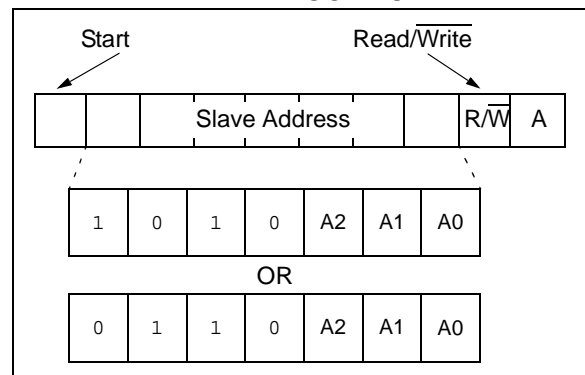 Start Read/Write
Slave Address R/W A
1 0 1 0 A2 A1 A0
OR
0 1 1 0 A2 A1 A0